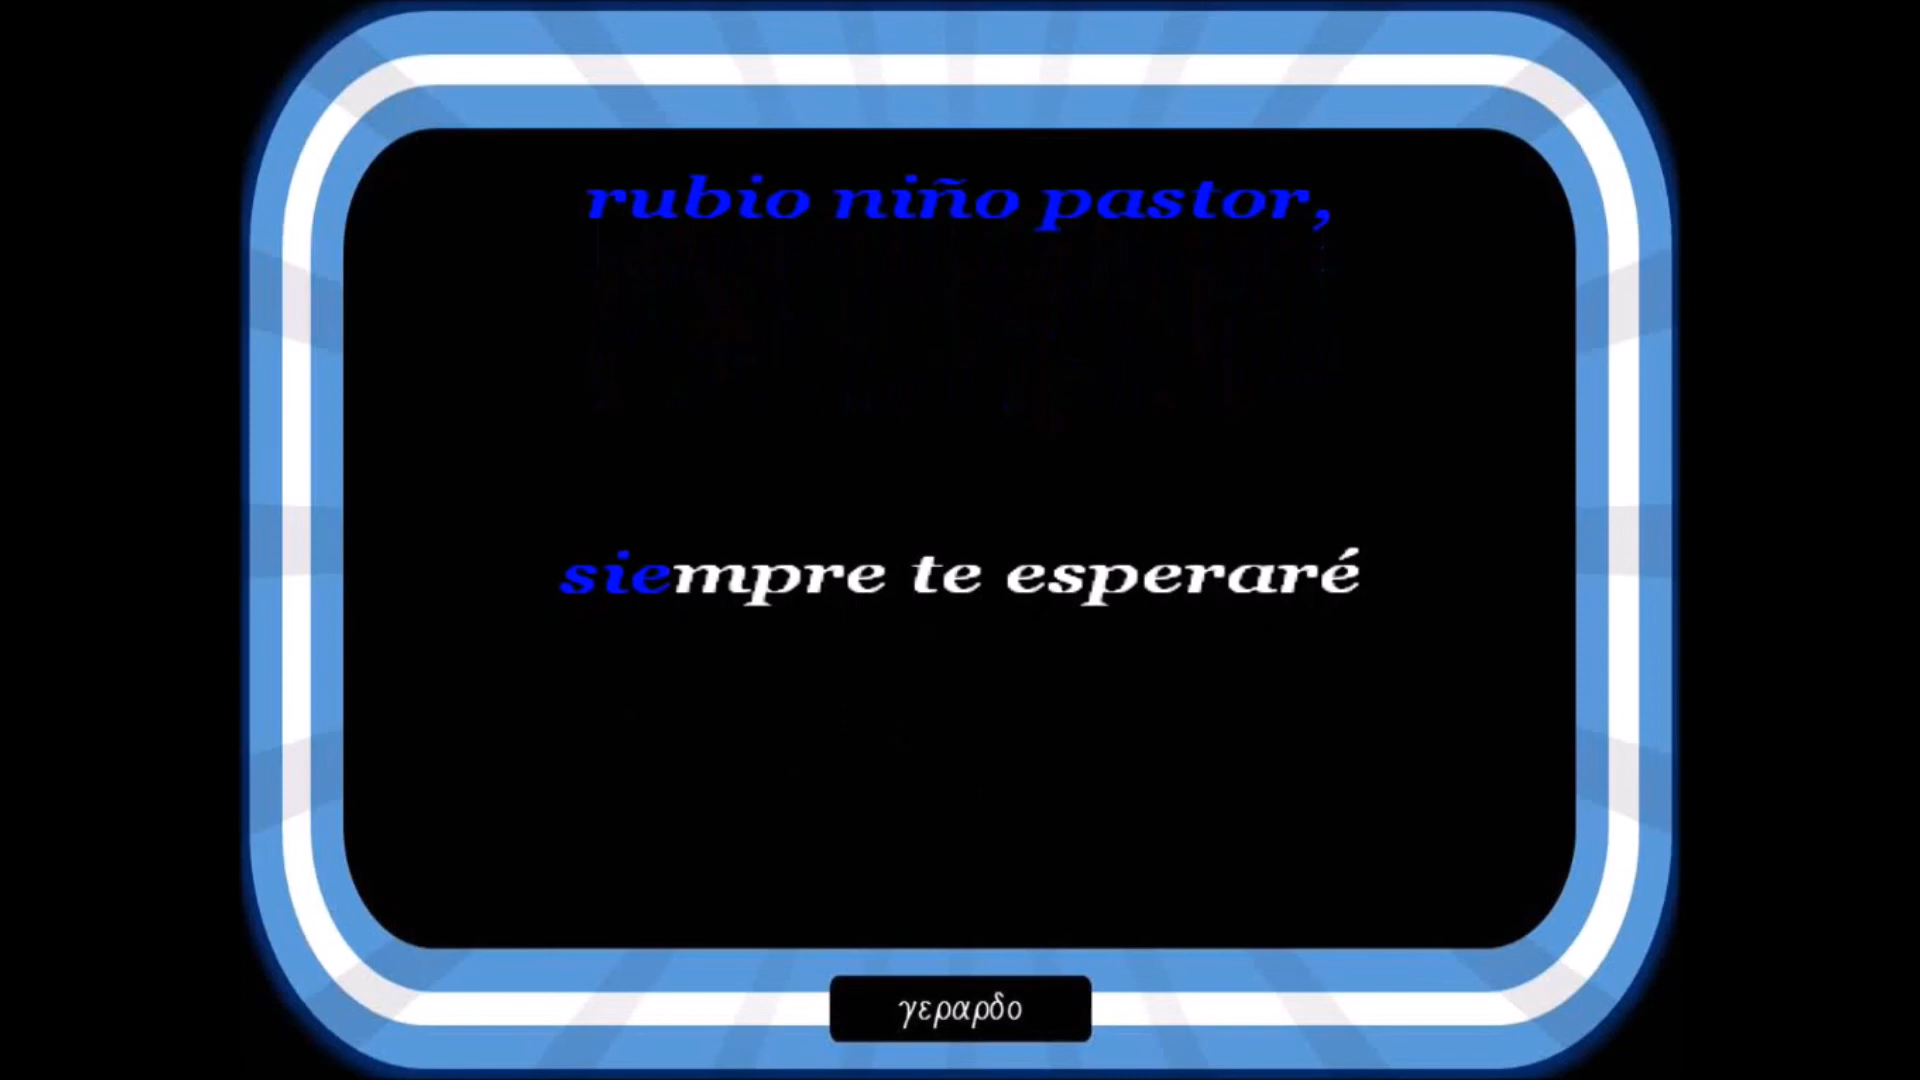 rubio niño pastor,
siempre te esperaré
γεραρδο